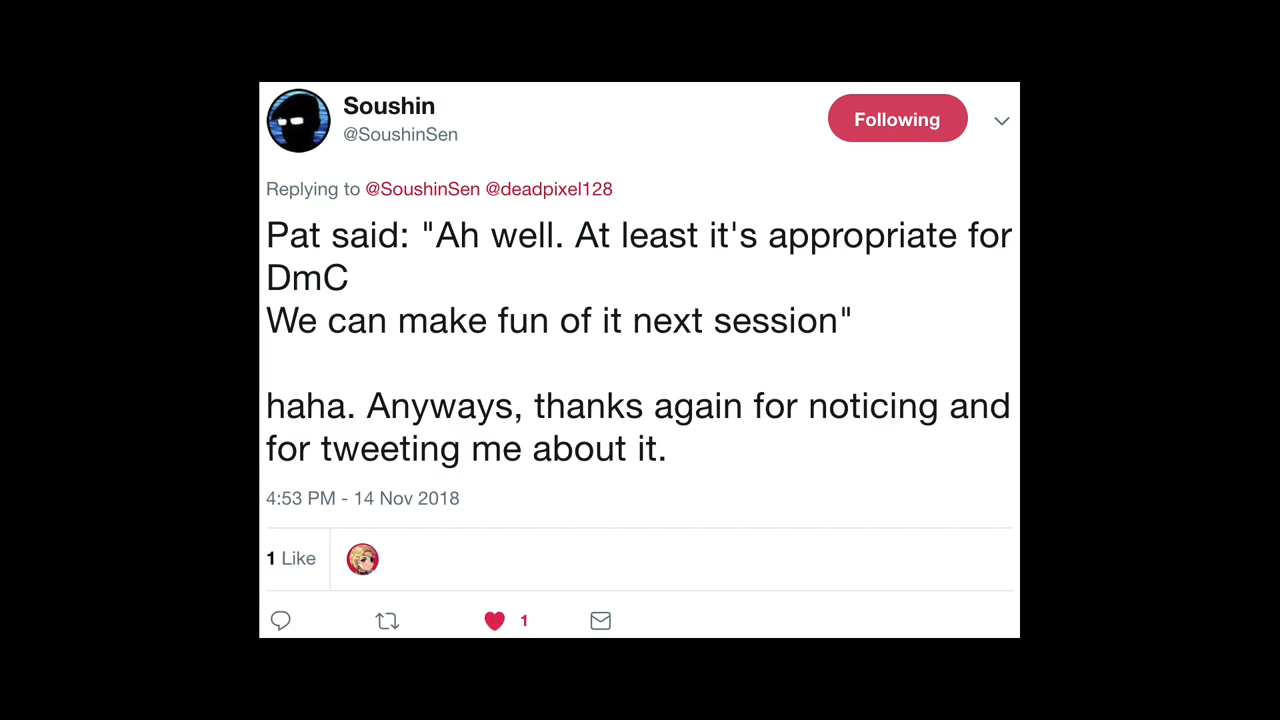 Soushin
@SoushinSen
Following
Replying to @SoushinSen @deadpixel128
Pat said: "Ah well. At least it's appropriate for
DmC
We can make fun of it next session"
haha. Anyways, thanks again for noticing and
for tweeting me about it.
4:53 PM - 14 Nov 2018
1 Like
1